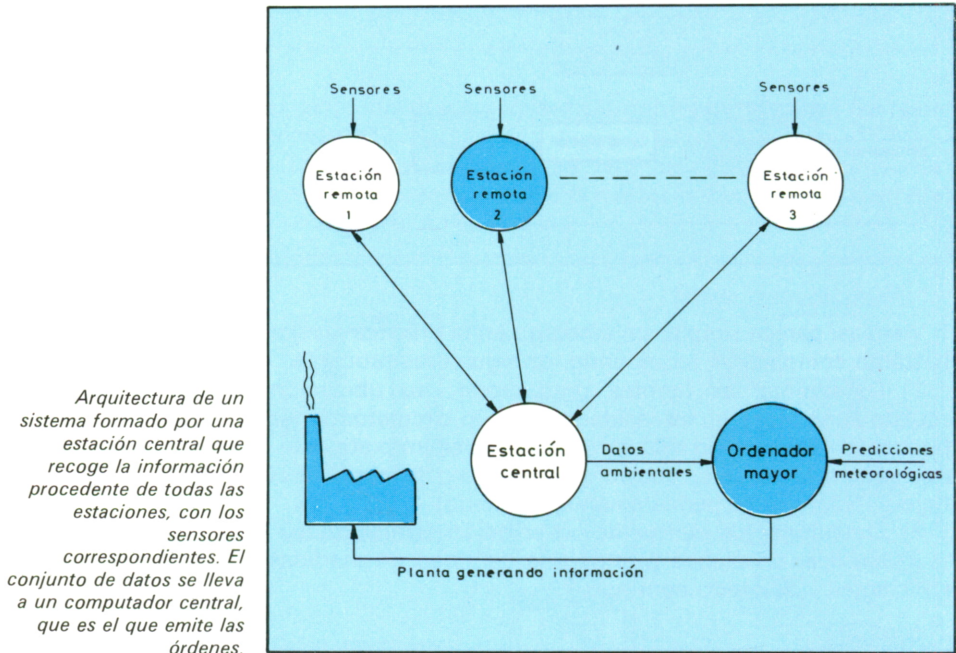 Sensores
Sensores
Sensores
Estación
remota
1
Estación
remota
2
Estación
remota
3
Estación
central
Datos
ambientales
Ordenador
mayor
Predicciones
meteorológicas
Planta generando información
Arquitectura de un
sistema formado por una
estación central que
recoge la información
procedente de todas las
estaciones, con los
sensores
correspondientes. El
conjunto de datos se lleva
a un computador central,
que es el que emite las
órdenes.